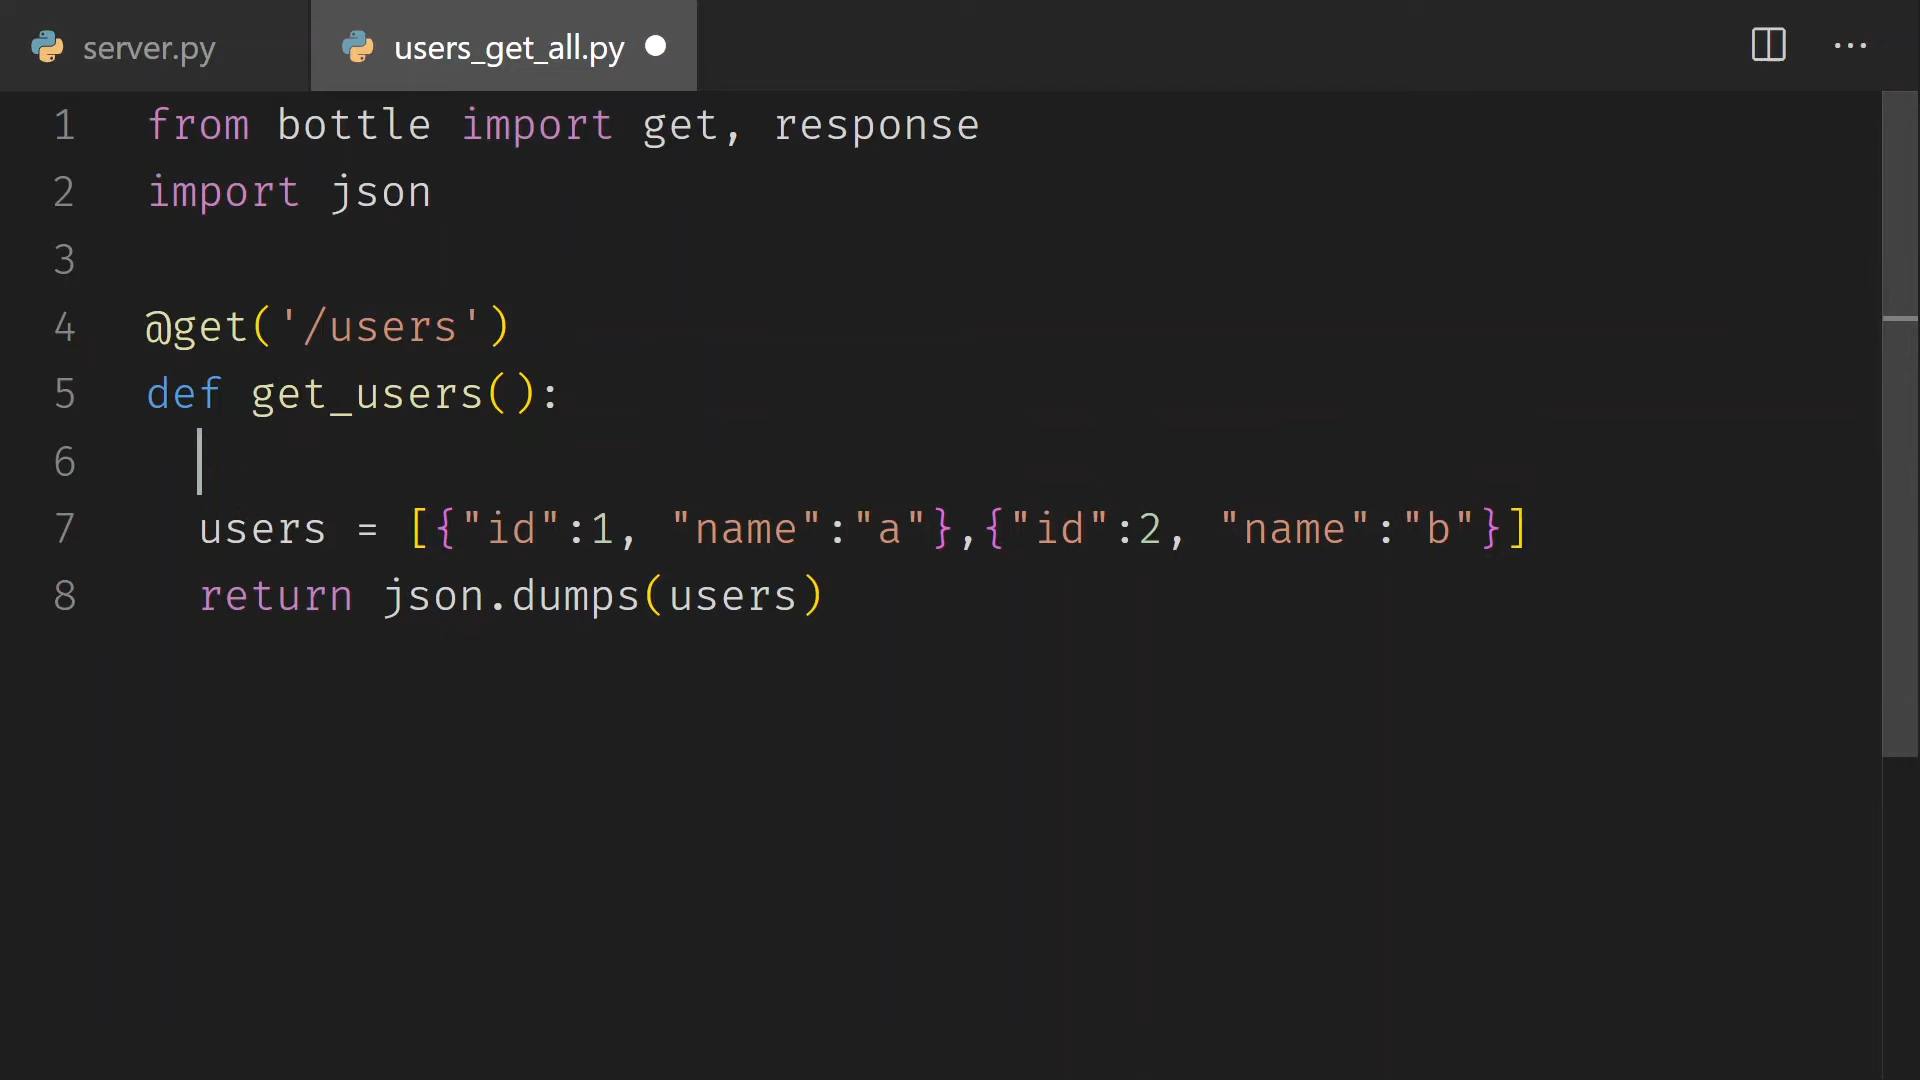 server.py
users_get_all.py
1 from bottle import get, response
2 import json
3
4 @get('/users')
5 def get_users():
6
7 users = [{"id":1, "name":"a"},{"id":2, "name":"b"}]
8 return json.dumps(users)